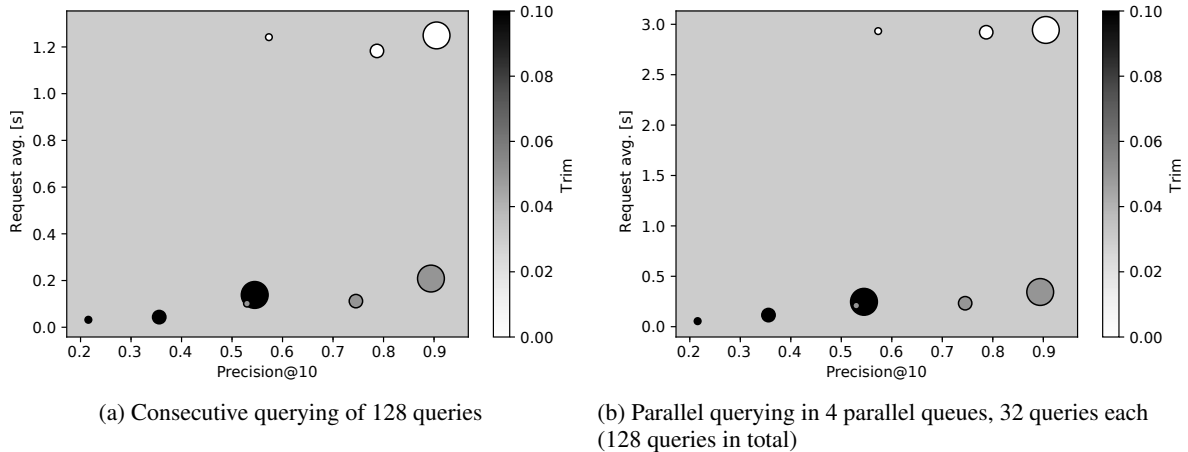 1.2
1.0
0.8
0.6
0.4
0.2
0.0
Request avg. [s]
0.2 0.3 0.4 0.5 0.6 0.7 0.8 0.9
Precision@10
0.10
0.08
0.06
0.04
0.02
0.00
Trim
(a) Consecutive querying of 128 queries
3.0
2.5
2.0
1.5
1.0
0.5
0.0
Request avg. [s]
0.2 0.3 0.4 0.5 0.6 0.7 0.8 0.9
Precision@10
0.10
0.08
0.06
0.04
0.02
0.00
Trim
(b) Parallel querying in 4 parallel queues, 32 queries each
(128 queries in total)